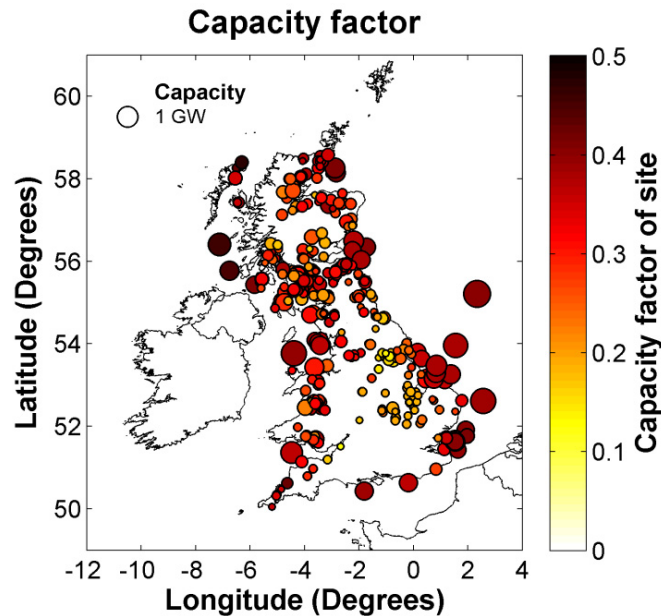 Capacity factor
Capacity
1 GW
60
58
56
54
52
50
Latitude (Degrees)
-12 -10 -8 -6 -4 -2 0 2 4
Longitude (Degrees)
0.5
0.4
0.3
0.2
0.1
0
Capacity factor of site